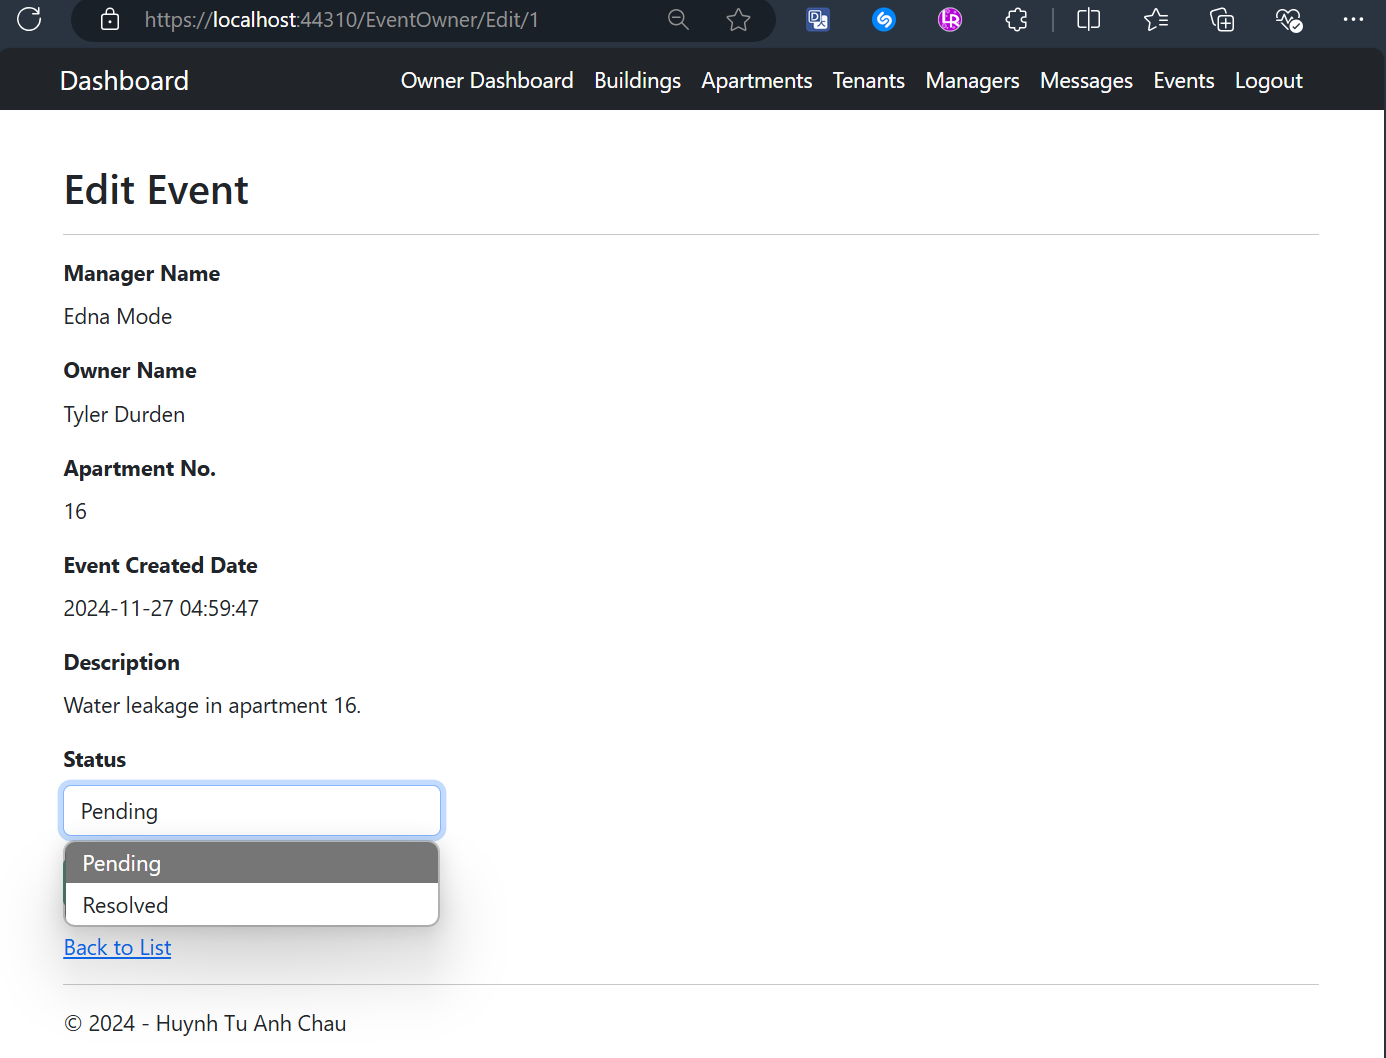 https://localhost:44310/EventOwner/Edit/1
Dashboard Owner Dashboard Buildings Apartments Tenants Managers Messages Events Logout
Edit Event
Manager Name
Edna Mode
Owner Name
Tyler Durden
Apartment No.
16
Event Created Date
2024-11-27 04:59:47
Description
Water leakage in apartment 16.
Status
Pending
Pending
Resolved
Back to List
© 2024 - Huynh Tu Anh Chau